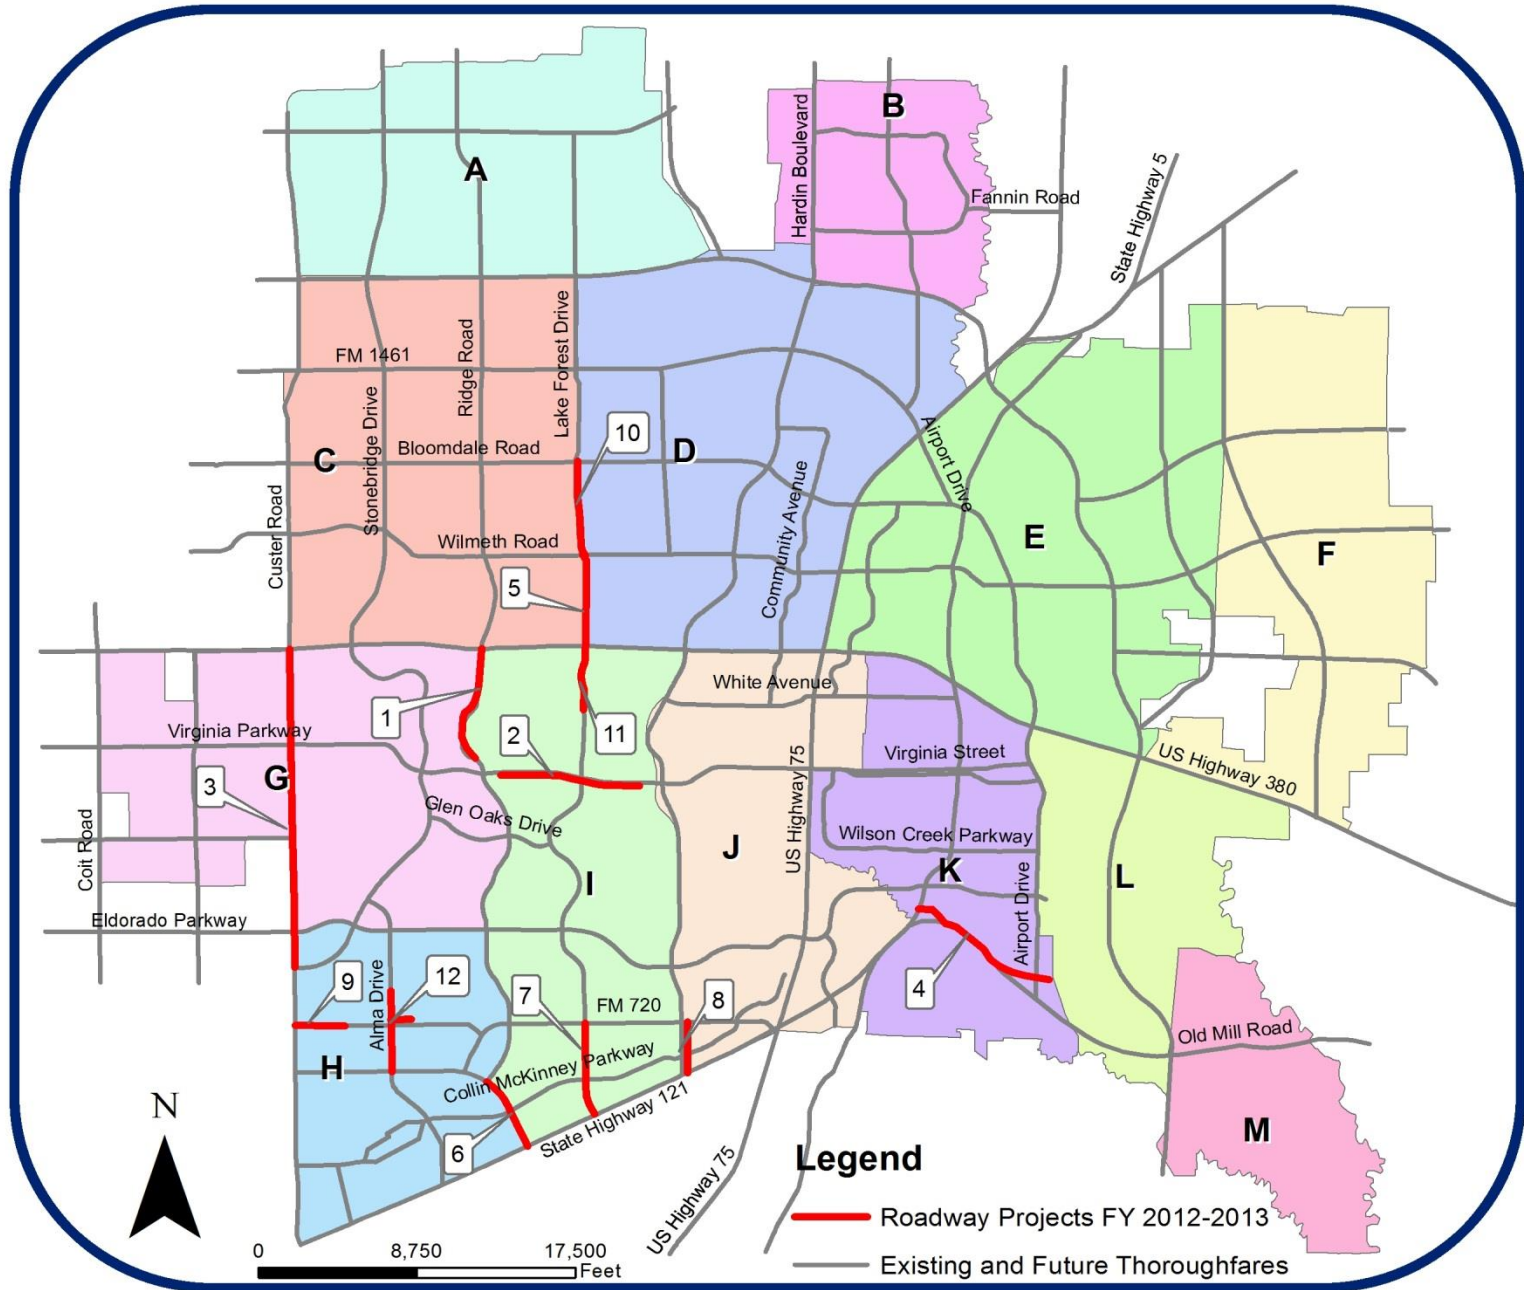 A
B
Hardin Boulevard
Fannin Road
State Highway 5
FM 1461
Ridge Road
Lake Forest Drive
Stonebridge Drive
10
C
Bloomdale Road
D
Airport Drive
Community Avenue
Custer Road
Wilmeth Road
E
F
5
White Avenue
1
2
11
Virginia Parkway
Virginia Street
US Highway 380
3
G
US Highway 75
Glen Oaks Drive
Wilson Creek Parkway
Coit Road
J
K
L
I
Eldorado Parkway
Airport Drive
9
12
Alma Drive
7
FM 720
8
4
Old Mill Road
H
Collin McKinney Parkway
State Highway 121
6
M
N
US Highway 75
Legend
Roadway Projects FY 2012-2013
Existing and Future Thoroughfares
0 8,750 17,500
Feet